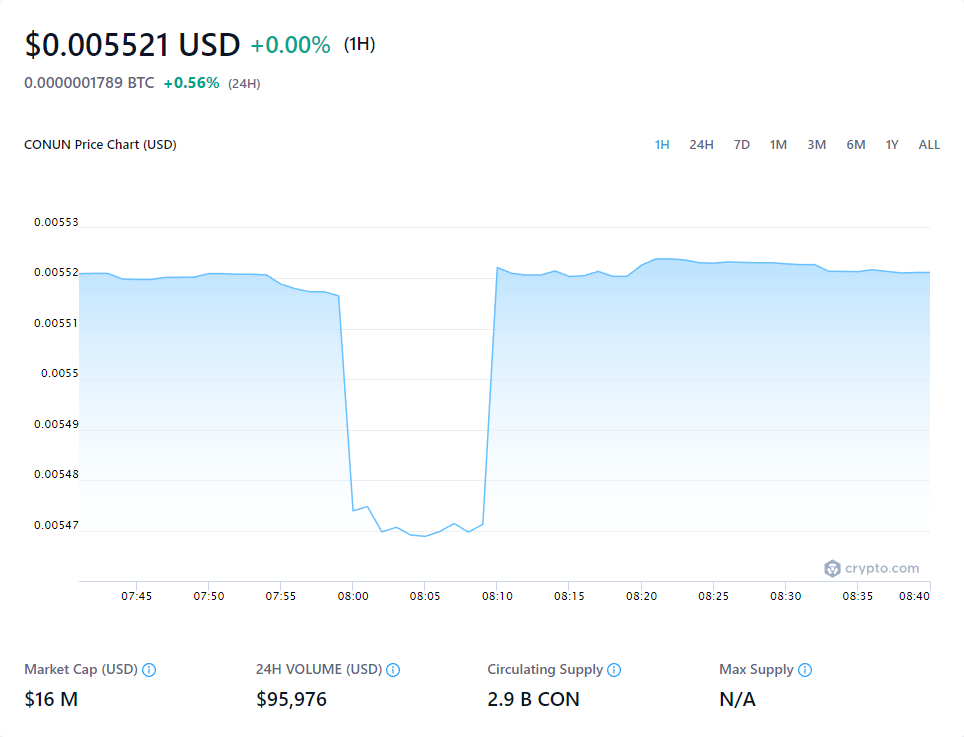 $0.005521 USD +0.00% (1H)
0.0000001789 BTC +0.56% (24H)
CONUN Price Chart (USD) 1H 24H 7D 1M 3M 6M 1Y ALL
0.00553
0.00552
0.00551
0.0055
0.00549
0.00548
0.00547
crypto.com
07:45 07:50 07:55 08:00 08:05 08:10 08:15 08:20 08:25 08:30 08:35 08:40
Market Cap (USD) 24H VOLUME (USD) Circulating Supply Max Supply
$16 M $95,976 2.9 B CON N/A